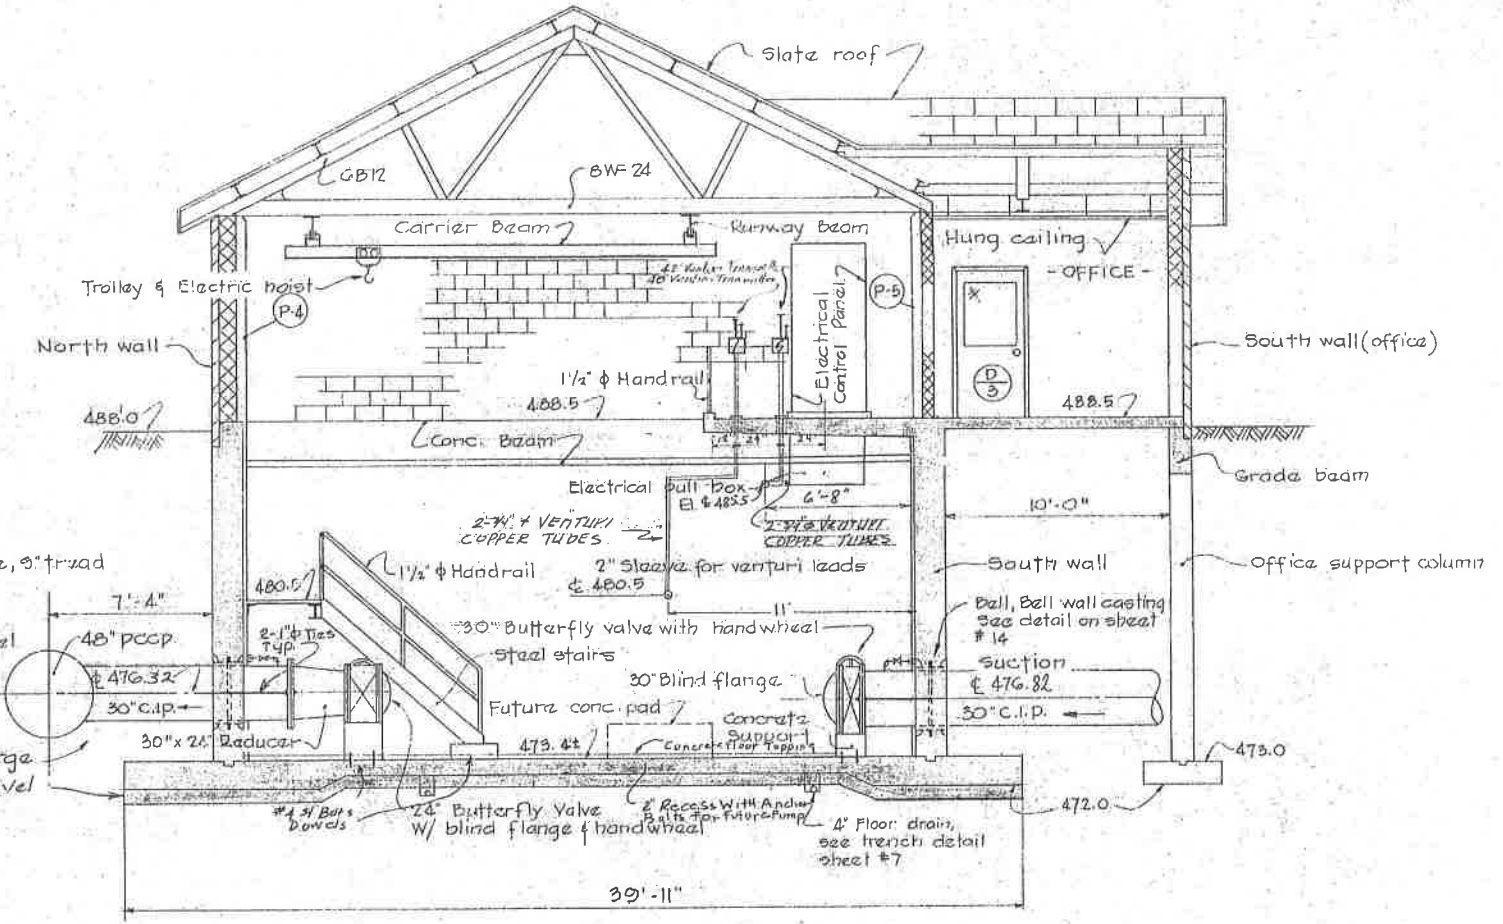 Slate roof
GB12
8WF 24
Carrier Beam
Runway beam
Hung ceiling
- OFFICE -
Trolley & Electric hoist
P-4
P-5
Electrical
Control Panel
North wall
South wall (office)
D
3
1½" ϕ Handrail
488.5
488.5
488.0
Conc. Beam
18" 24" 24"
Grade beam
Electrical pull box
El. ℄ 485.5
6'-8"
10'-0"
2-¾" ϕ VENTURI
COPPER TUBES
2-¾" ϕ VENTURI
COPPER TUBES
9" tread
1½" ϕ Handrail
2" Sleeve for venturi leads
℄ 480.5
South wall
Office support column
480.5
7'-4"
11'
Bell, Bell wall casting
See detail on sheet
# 14
2-1" ϕ Ties
Typ.
48" PCCP
30" Butterfly valve with handwheel
Steel stairs
Suction
℄ 476.82
30" C.I.P.
℄ 476.32
30" C.I.P.
30" Blind flange
Future conc. pad
Concrete
Support
30" x 24" Reducer
473.4±
Concrete Floor Topping
473.0
472.0
Dowels
24" Butterfly Valve
W/ blind flange & handwheel
2" Recess With Anchor
Bolts For Future Pump
4" Floor drain,
see trench detail
sheet #7
39'-11"